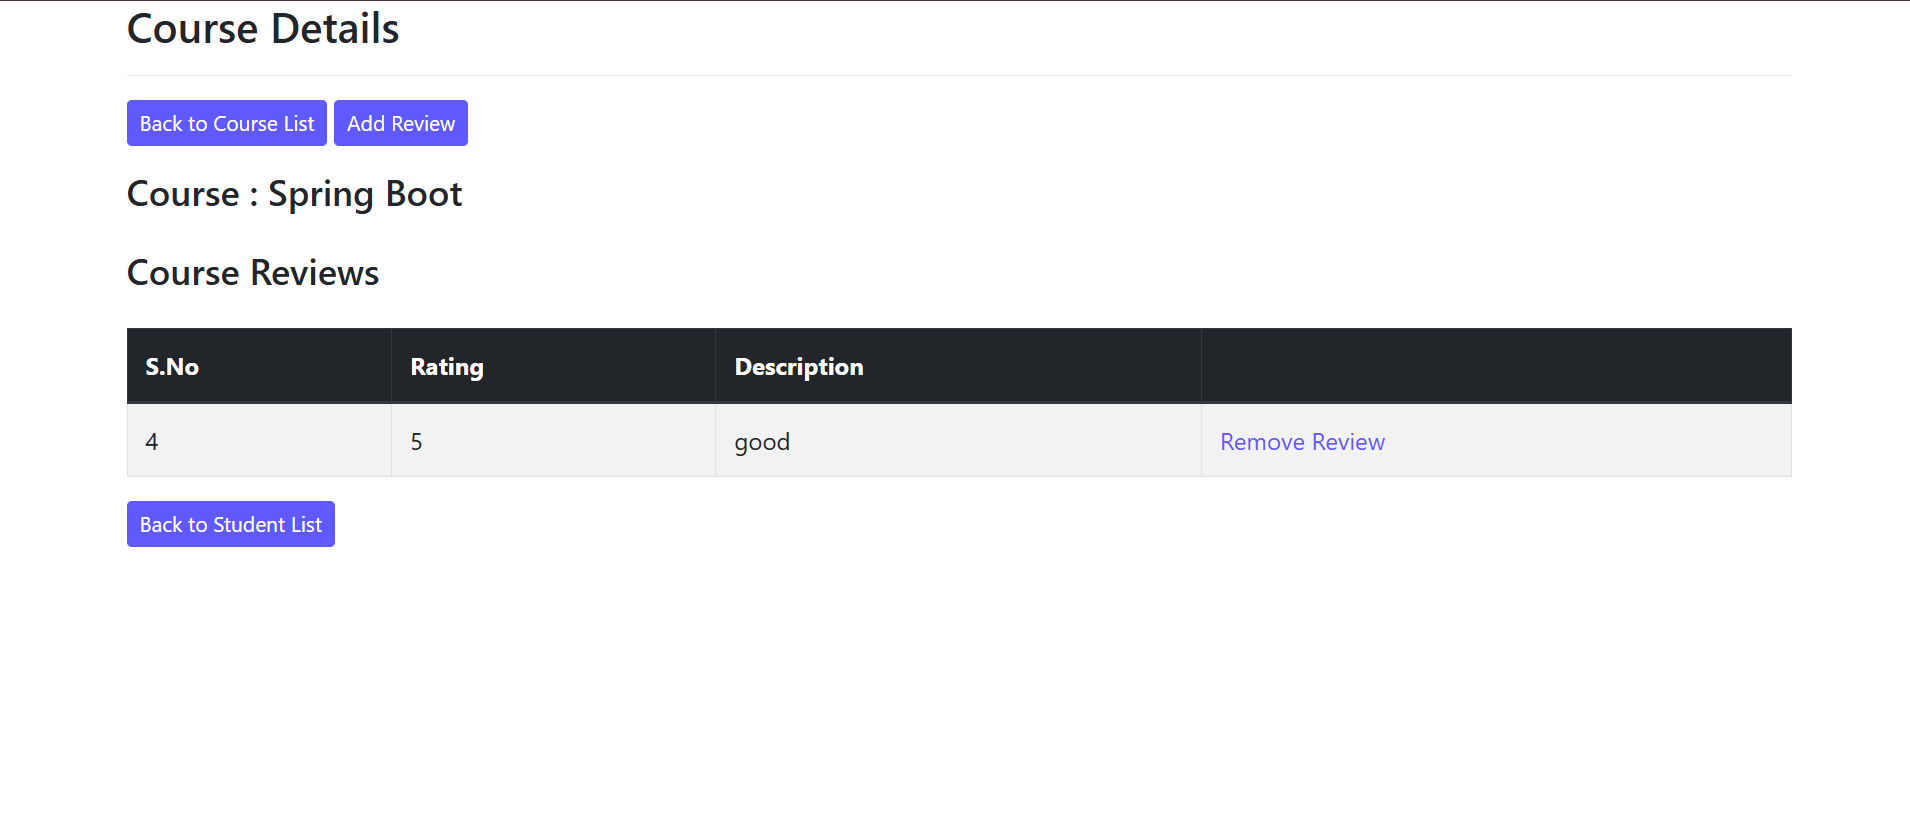 Course Details
Back to Course List Add Review
Course : Spring Boot
Course Reviews
S.No Rating Description
4 5 good Remove Review
Back to Student List